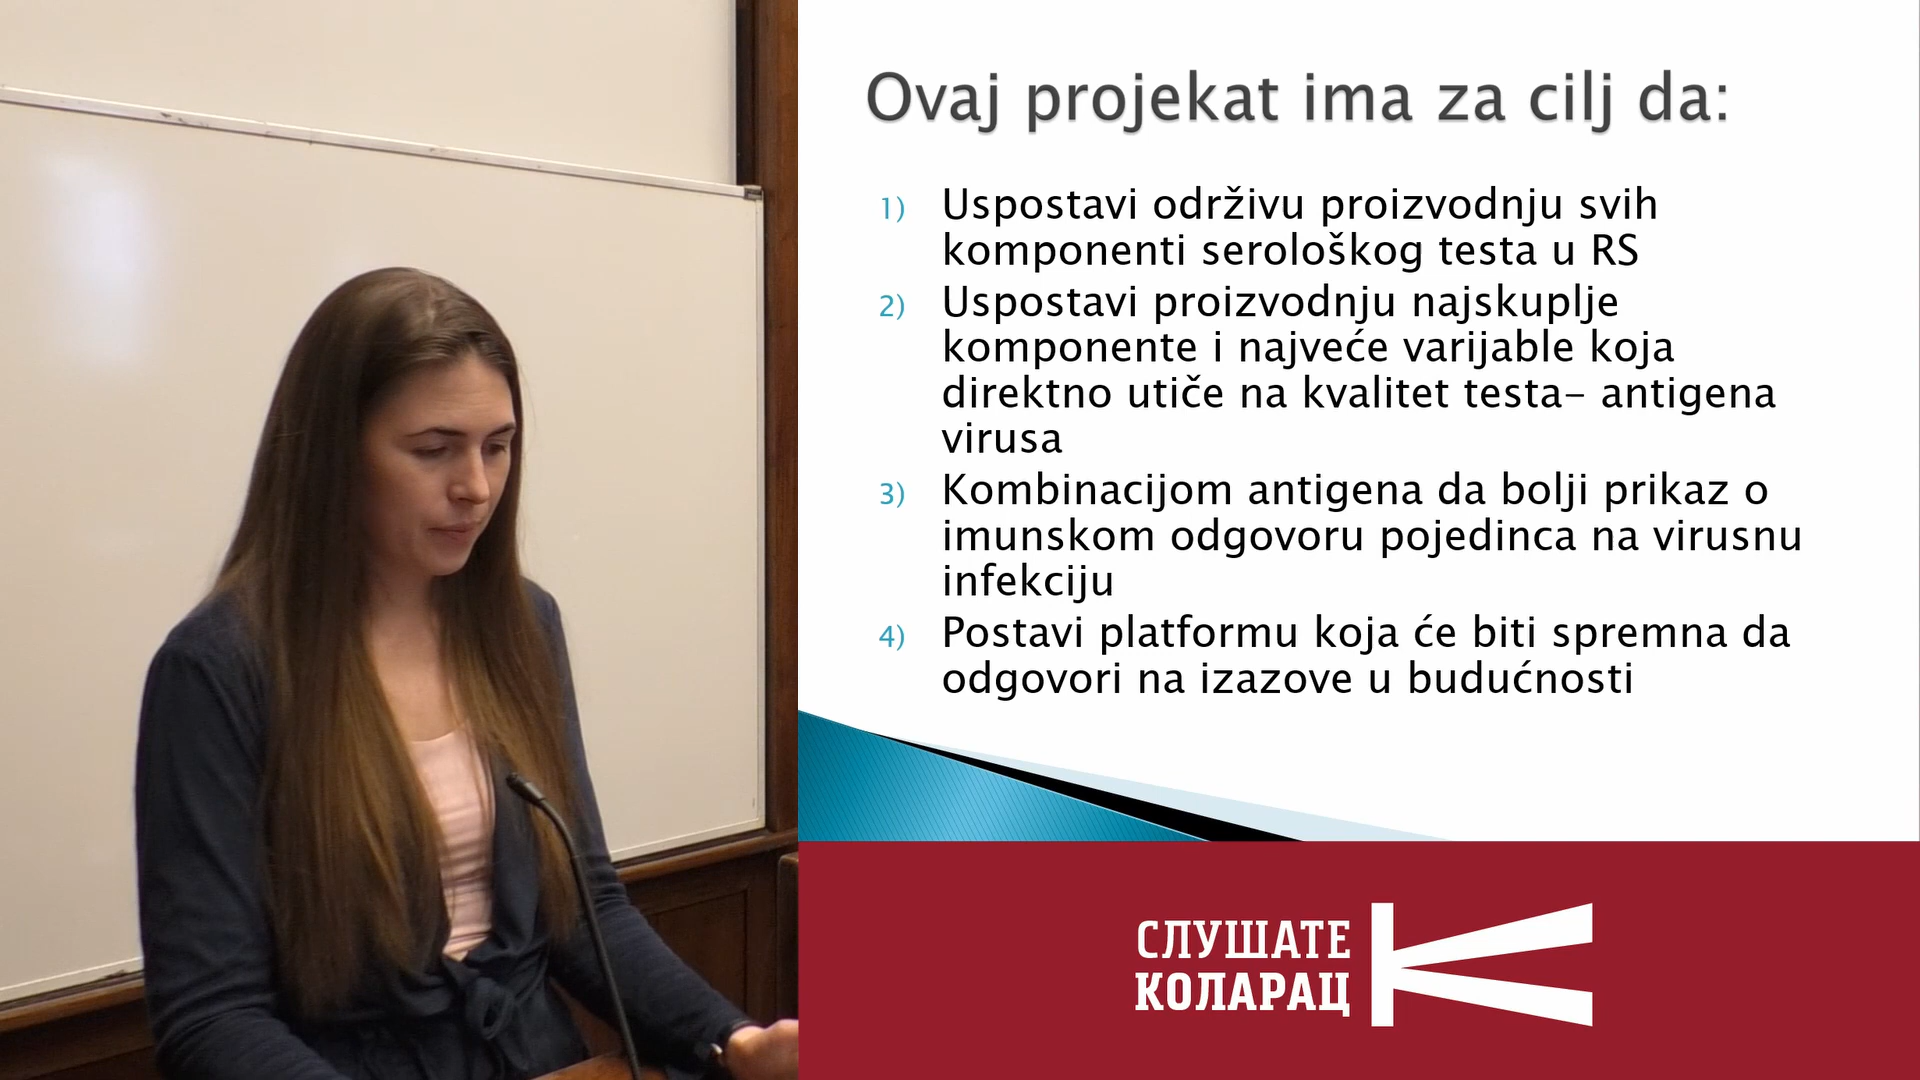 Ovaj projekat ima za cilj da:
1) Uspostavi održivu proizvodnju svih
komponenti serološkog testa u RS
2) Uspostavi proizvodnju najskuplje
komponente i najveće varijable koja
direktno utiče na kvalitet testa– antigena
virusa
3) Kombinacijom antigena da bolji prikaz o
imunskom odgovoru pojedinca na virusnu
infekciju
4) Postavi platformu koja će biti spremna da
odgovori na izazove u budućnosti
СЛУШАТЕ
КОЛАРАЦ